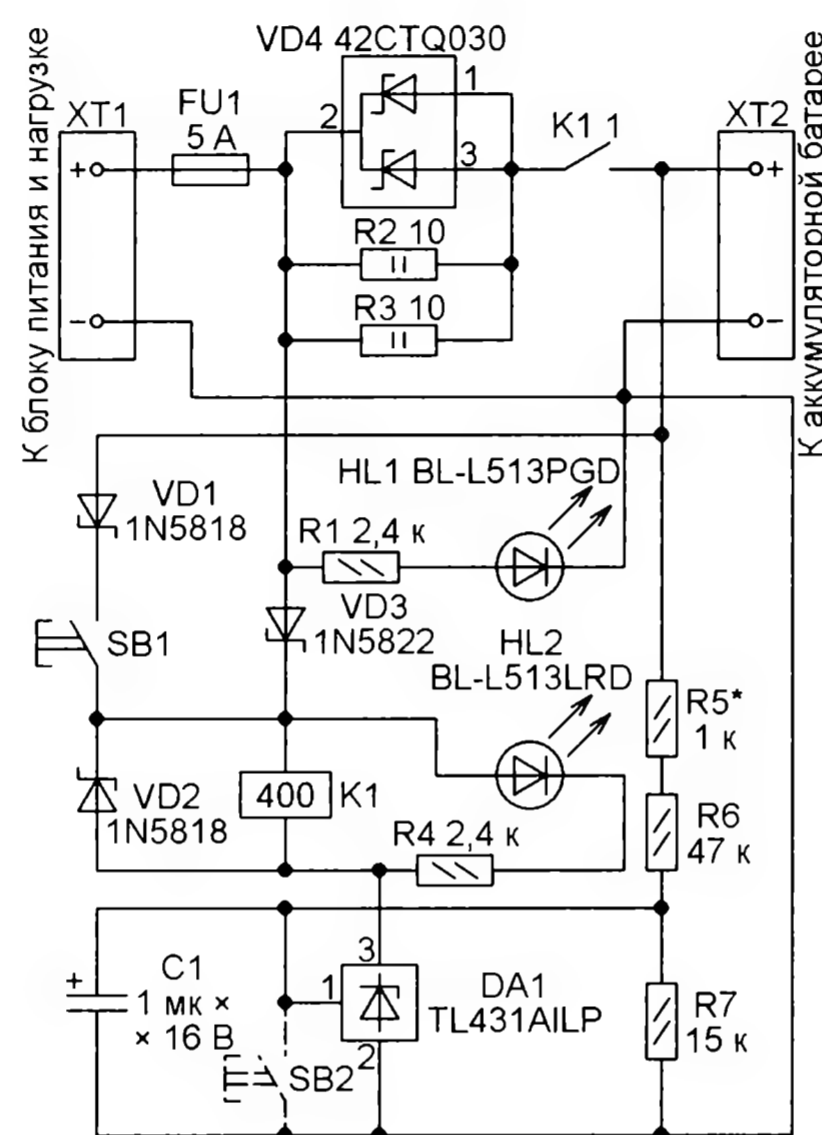 К блоку питания и нагрузке
XT1
+
−
FU1
5 А
VD4 42CTQ030
2
1
3
K1 1
XT2
+
−
К аккумуляторной батарее
R2 10
R3 10
VD1
1N5818
HL1 BL-L513PGD
R1 2,4 к
VD3
1N5822
SB1
HL2
BL-L513LRD
R5*
1 к
VD2
1N5818
400
K1
R4 2,4 к
R6
47 к
+
C1
1 мк ×
× 16 В
3
1
2
DA1
TL431AILP
SB2
R7
15 к